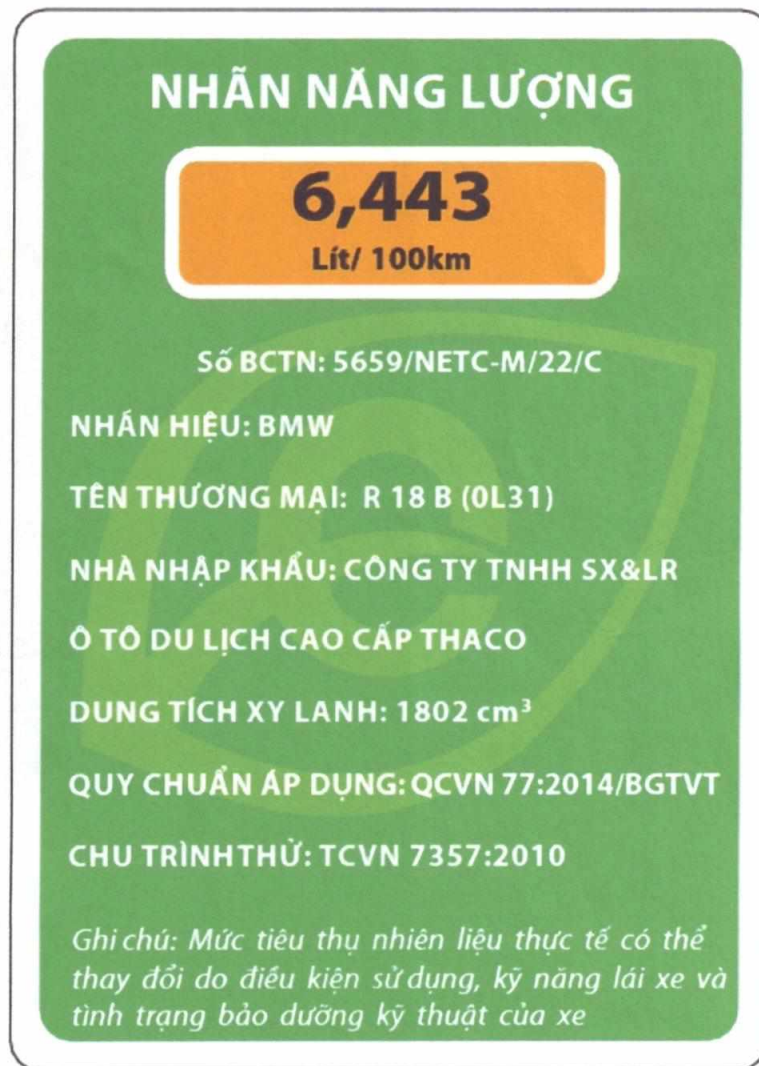 NHÃN NĂNG LƯỢNG
6,443
Lít/ 100km
Số BCTN: 5659/NETC-M/22/C
NHÁN HIỆU: BMW
TÊN THƯƠNG MẠI: R 18 B (0L31)
NHÀ NHẬP KHẨU: CÔNG TY TNHH SX&LR
Ô TÔ DU LỊCH CAO CẤP THACO
DUNG TÍCH XY LANH: 1802 cm³
QUY CHUẨN ÁP DỤNG: QCVN 77:2014/BGTVT
CHU TRÌNH THỬ: TCVN 7357:2010
Ghi chú: Mức tiêu thụ nhiên liệu thực tế có thể
thay đổi do điều kiện sử dụng, kỹ năng lái xe và
tình trạng bảo dưỡng kỹ thuật của xe